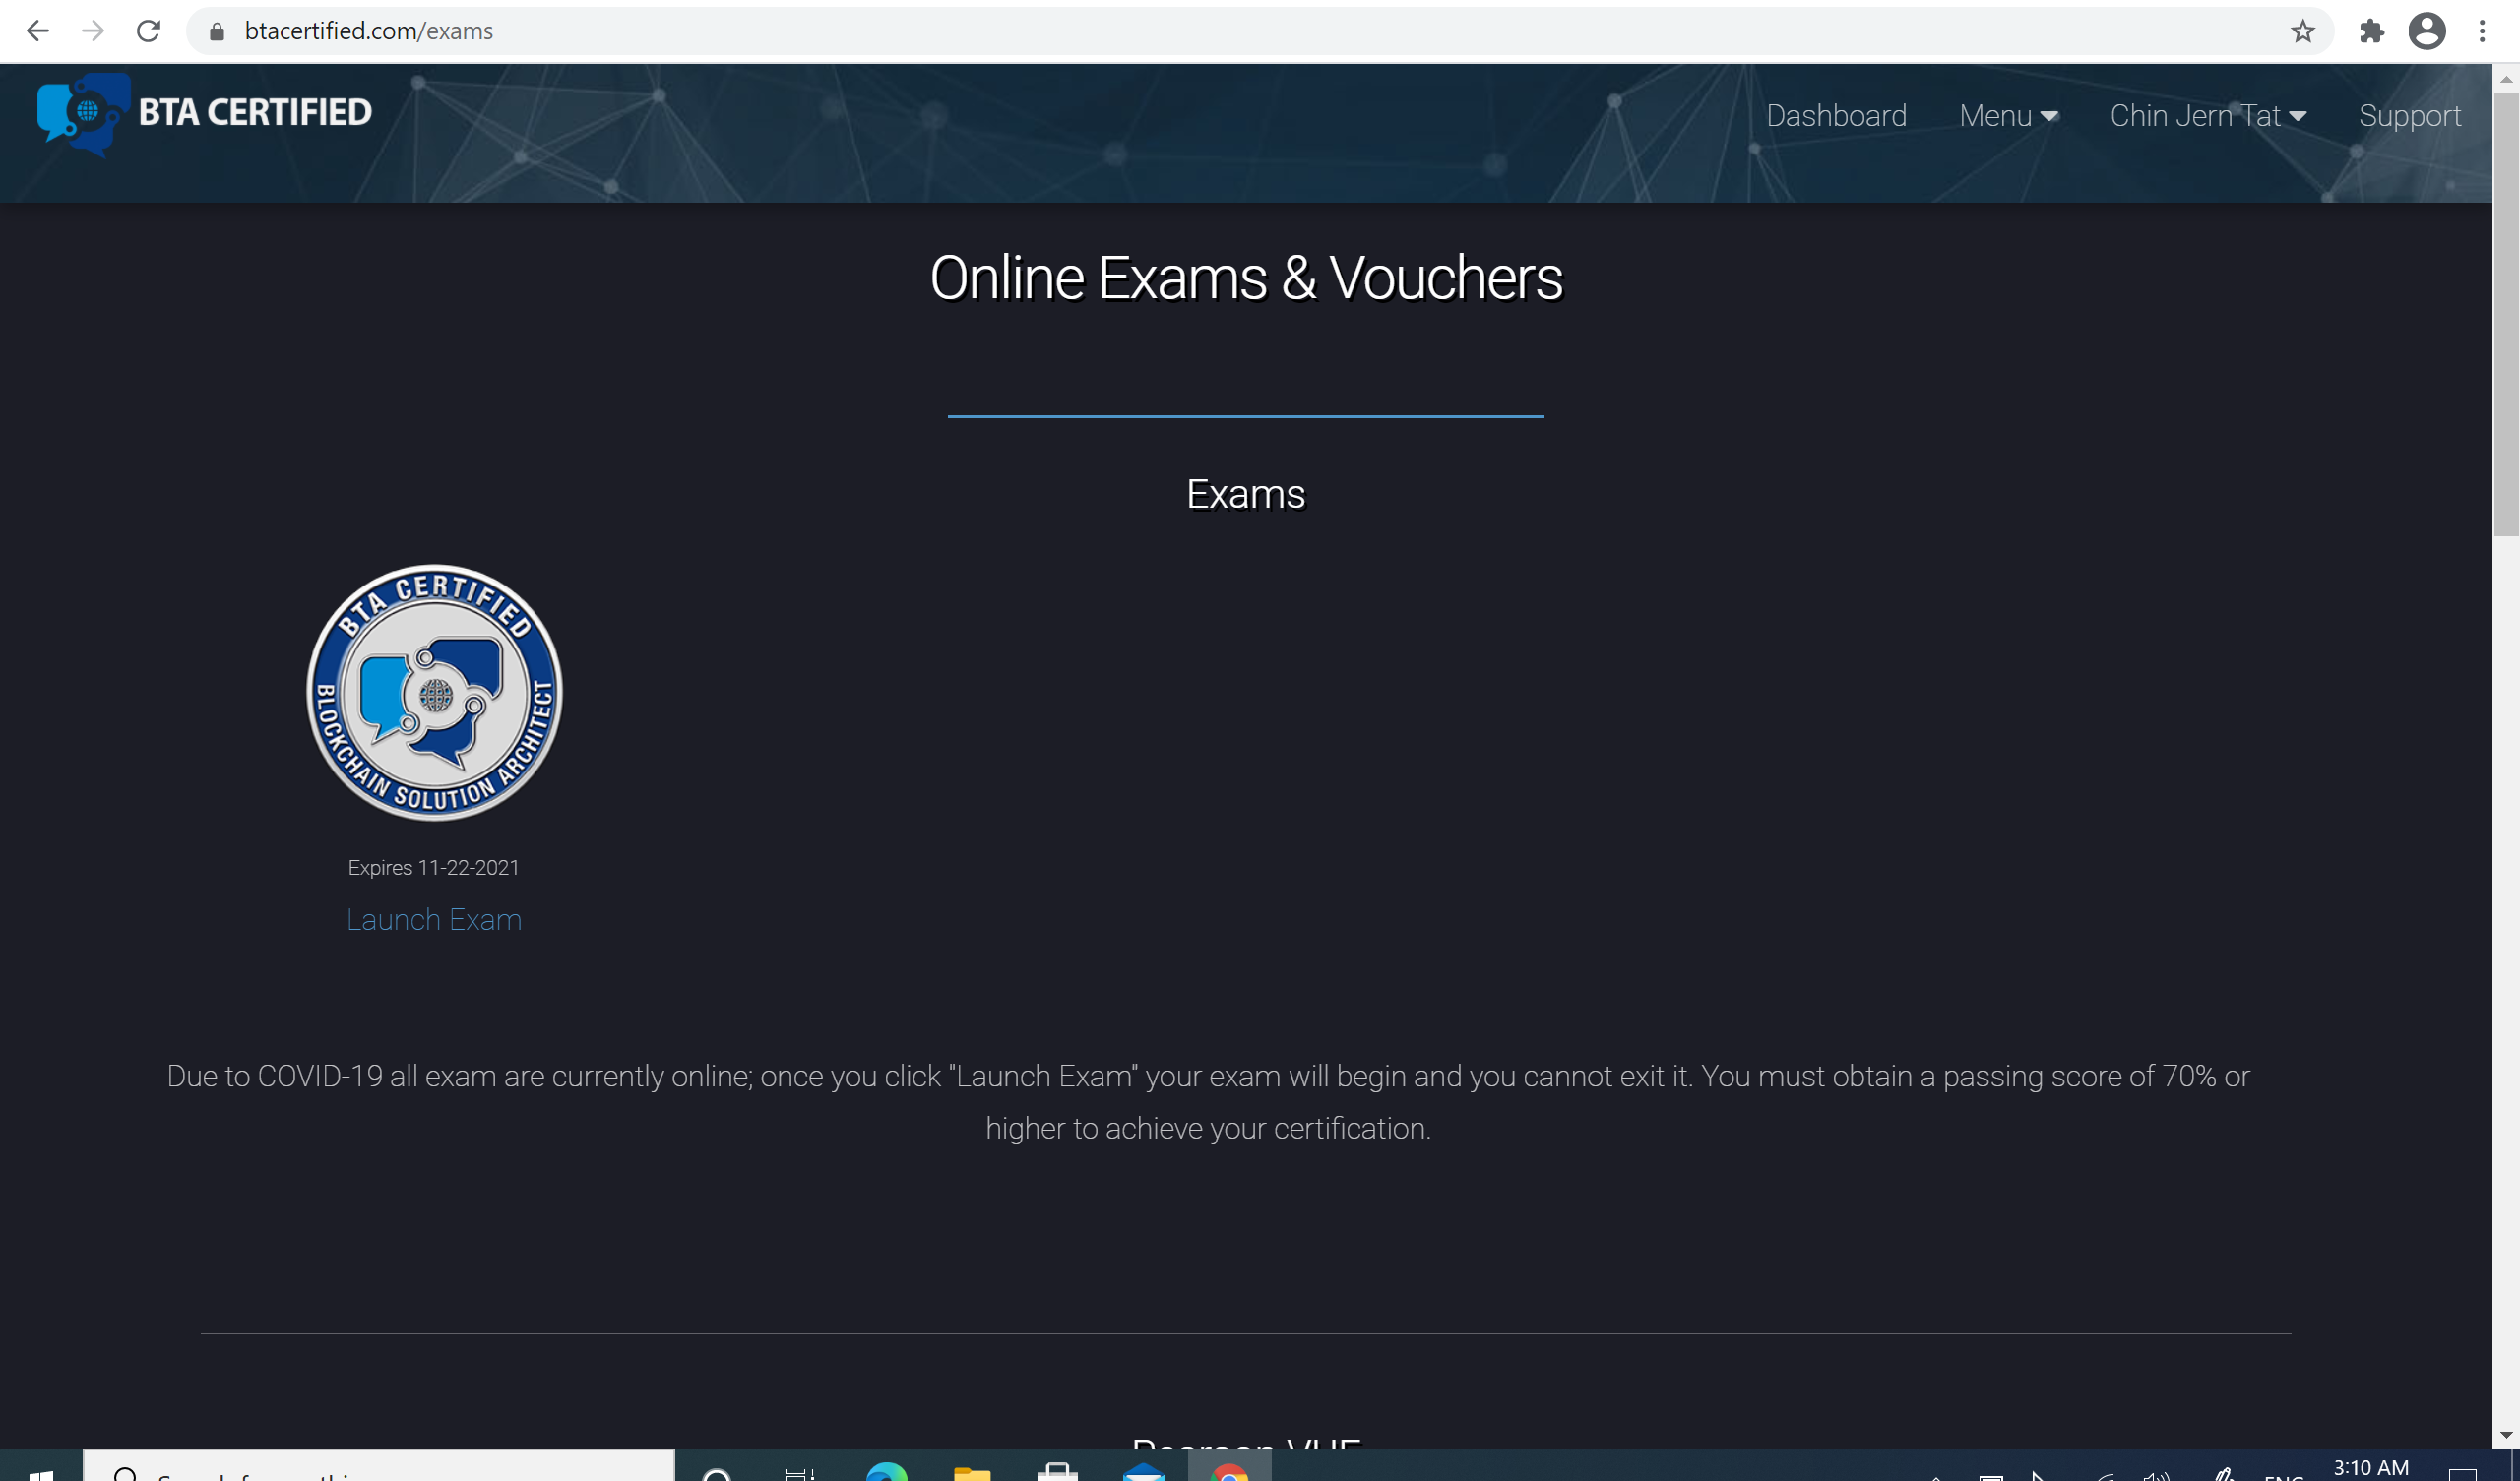 btacertified.com/exams
BTA CERTIFIED
Dashboard
Menu
Chin Jern Tat
Support
Online Exams & Vouchers
Exams
BTA CERTIFIED
BLOCKCHAIN SOLUTION ARCHITECT
Expires 11-22-2021
Launch Exam
Due to COVID-19 all exam are currently online; once you click "Launch Exam" your exam will begin and you cannot exit it. You must obtain a passing score of 70% or
higher to achieve your certification.
Pearson VUE
3:10 AM